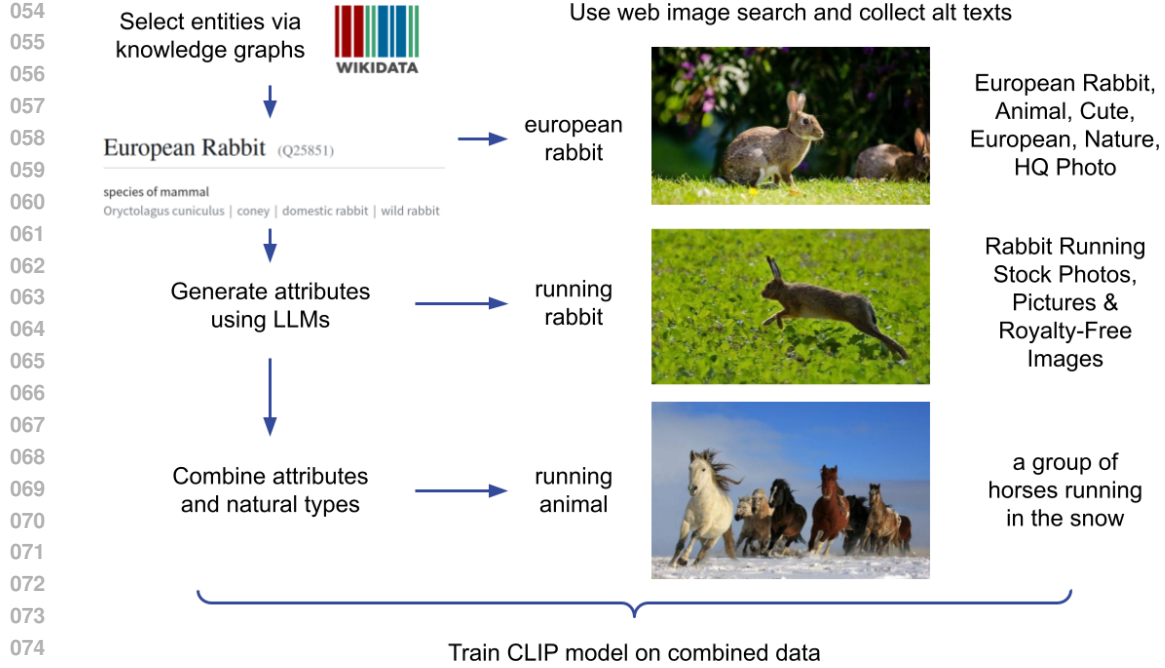 054
055
056
057
058
059
060
061
062
063
064
065
066
067
068
069
070
071
072
073
074
Select entities via
knowledge graphs
WIKIDATA
Use web image search and collect alt texts
European Rabbit (Q25851)
species of mammal
Oryctolagus cuniculus | coney | domestic rabbit | wild rabbit
european
rabbit
European Rabbit,
Animal, Cute,
European, Nature,
HQ Photo
Generate attributes
using LLMs
running
rabbit
Rabbit Running
Stock Photos,
Pictures &
Royalty-Free
Images
Combine attributes
and natural types
running
animal
a group of
horses running
in the snow
Train CLIP model on combined data